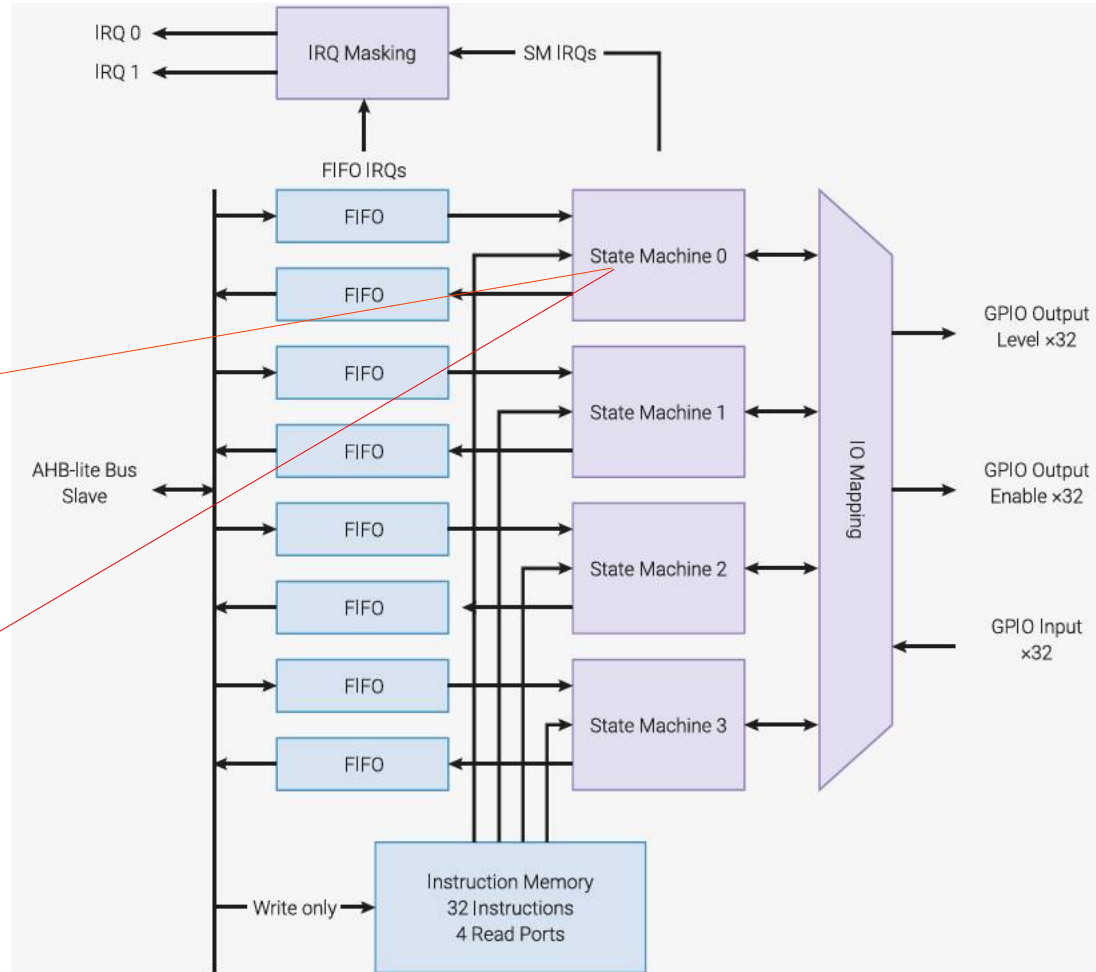 IRQ 0
IRQ 1
IRQ Masking
SM IRQs
FIFO IRQs
FIFO
FIFO
FIFO
FIFO
FIFO
FIFO
FIFO
FIFO
State Machine 0
State Machine 1
State Machine 2
State Machine 3
IO Mapping
GPIO Output
Level ×32
GPIO Output
Enable ×32
GPIO Input
×32
AHB-lite Bus
Slave
Write only
Instruction Memory
32 Instructions
4 Read Ports